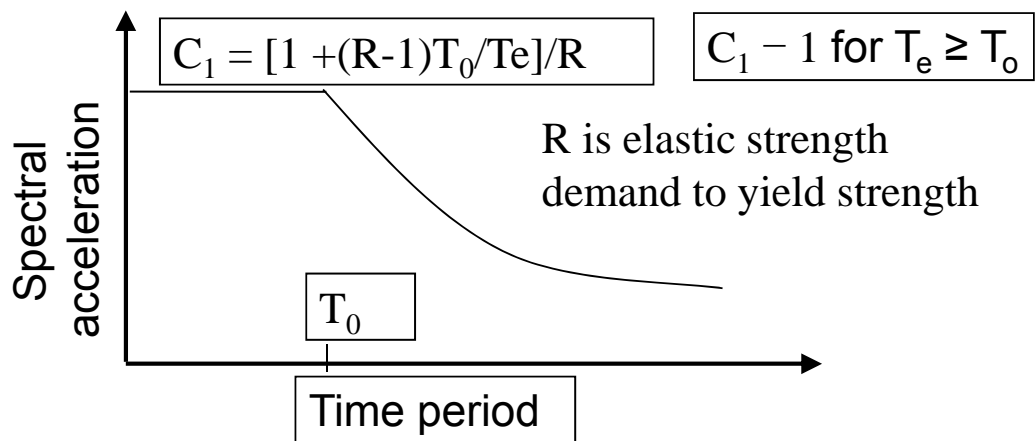 C₁ = [1 +(R-1)T₀/Te]/R
C₁ − 1 for Tₑ ≥ Tₒ
R is elastic strength
demand to yield strength
Spectral
acceleration
T₀
Time period